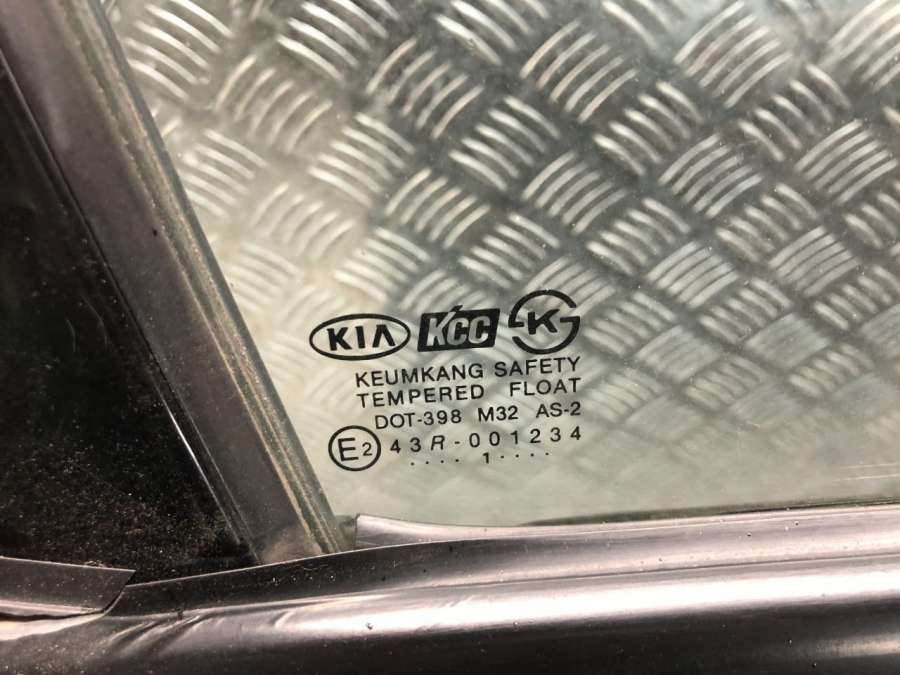 KIA KCC K
KEUMKANG SAFETY
TEMPERED FLOAT
DOT-398 M32 AS-2
E2 43R-001234
.... 1 ....